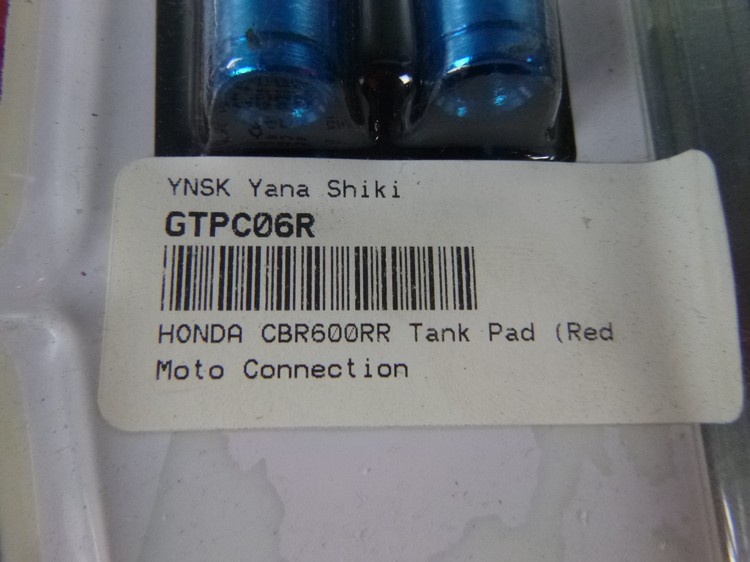 YNSK Yana Shiki
GTPC06R
HONDA CBR600RR Tank Pad (Red
Moto Connection